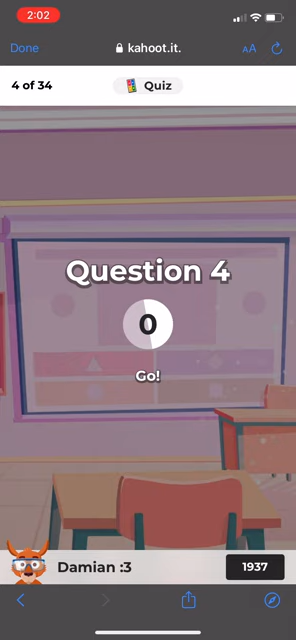 2:02
Done
kahoot.it.
AA
4 of 34
Quiz
Question 4
0
Go!
Damian :3
1937